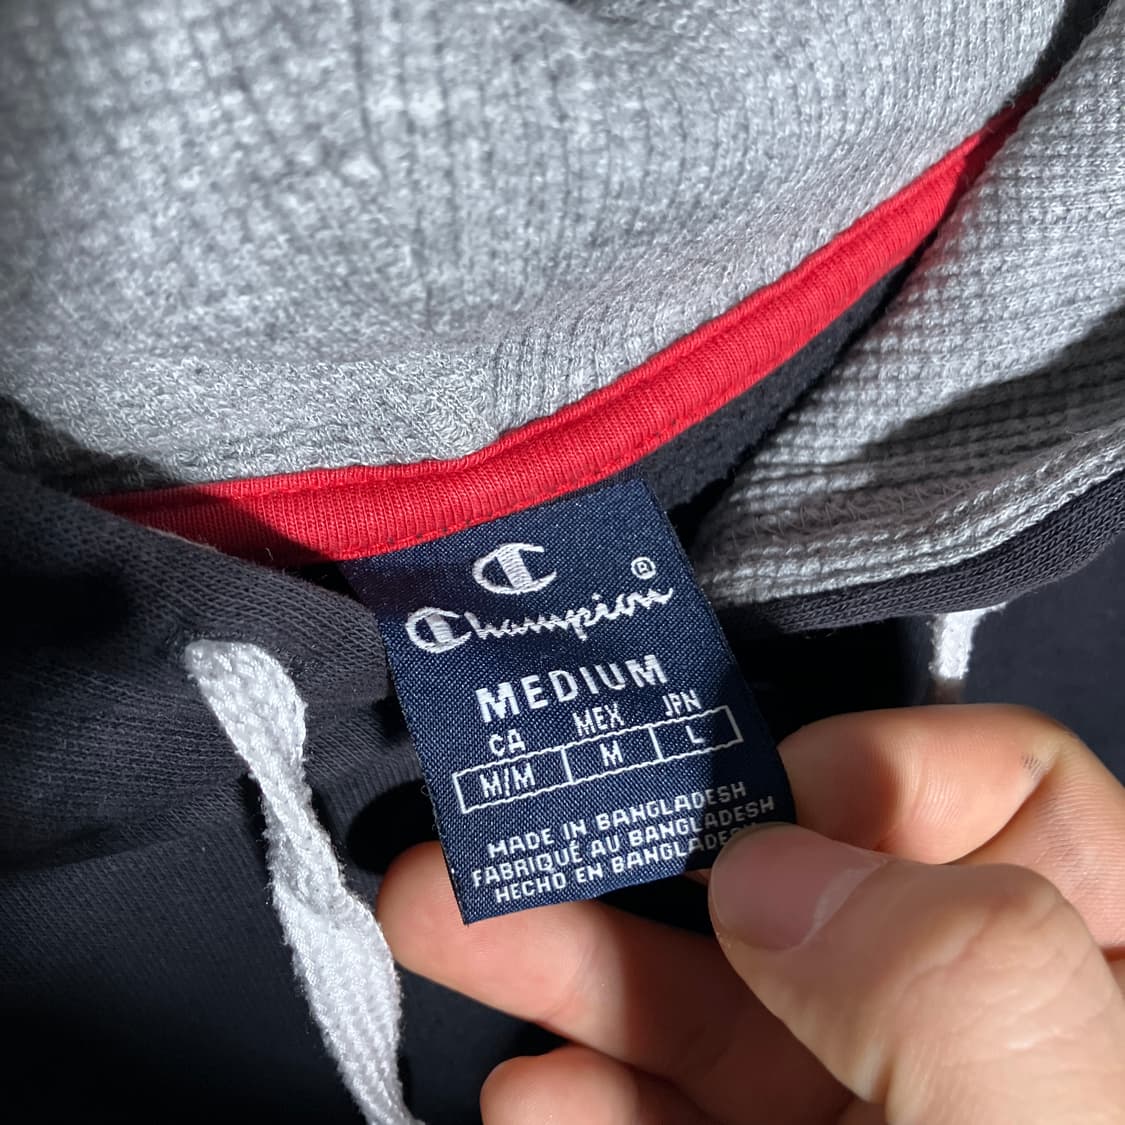 C
Champion ®
MEDIUM
CA MEX JPN
M/M M L
MADE IN BANGLADESH
FABRIQUÉ AU BANGLADESH
HECHO EN BANGLADESH